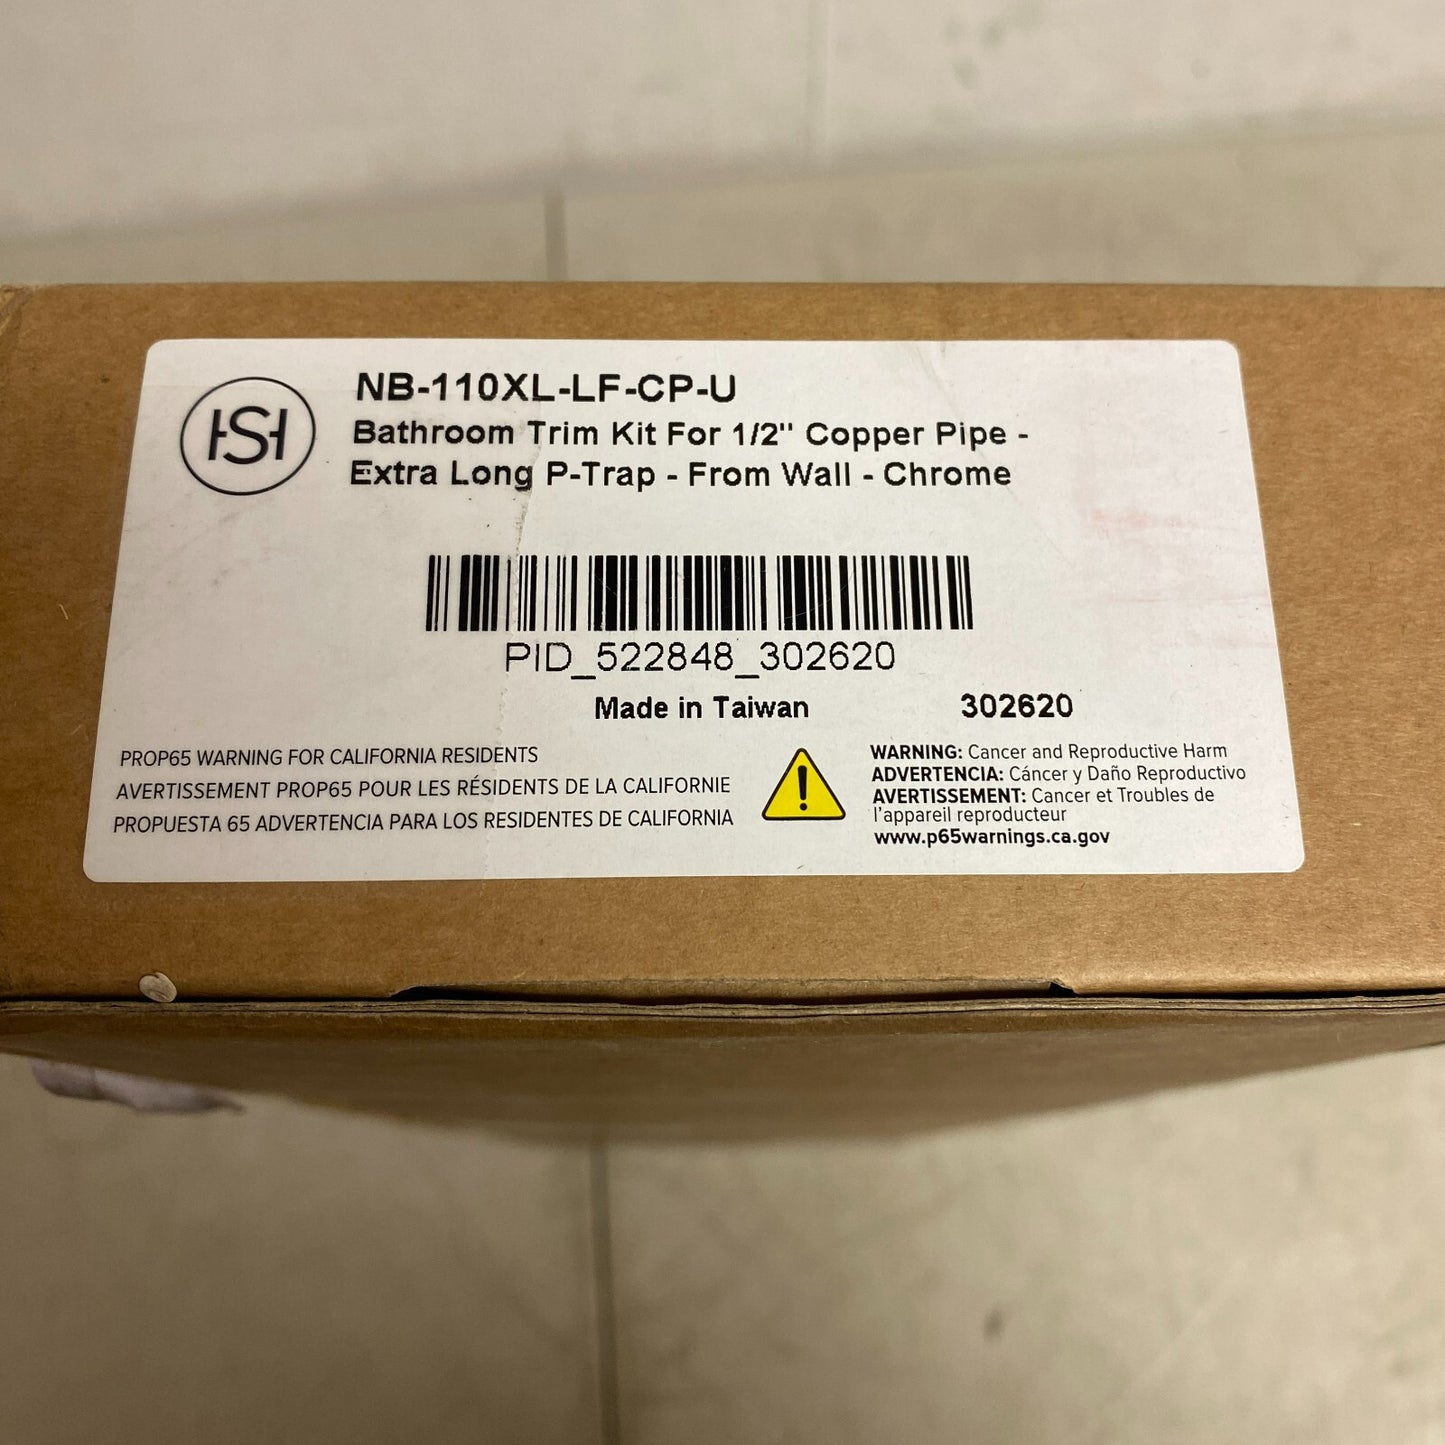 HSH
NB-110XL-LF-CP-U
Bathroom Trim Kit For 1/2" Copper Pipe -
Extra Long P-Trap - From Wall - Chrome
PID_522848_302620
Made in Taiwan 302620
PROP65 WARNING FOR CALIFORNIA RESIDENTS
AVERTISSEMENT PROP65 POUR LES RÉSIDENTS DE LA CALIFORNIE
PROPUESTA 65 ADVERTENCIA PARA LOS RESIDENTES DE CALIFORNIA
WARNING: Cancer and Reproductive Harm
ADVERTENCIA: Cáncer y Daño Reproductivo
AVERTISSEMENT: Cancer et Troubles de
l'appareil reproducteur
www.p65warnings.ca.gov